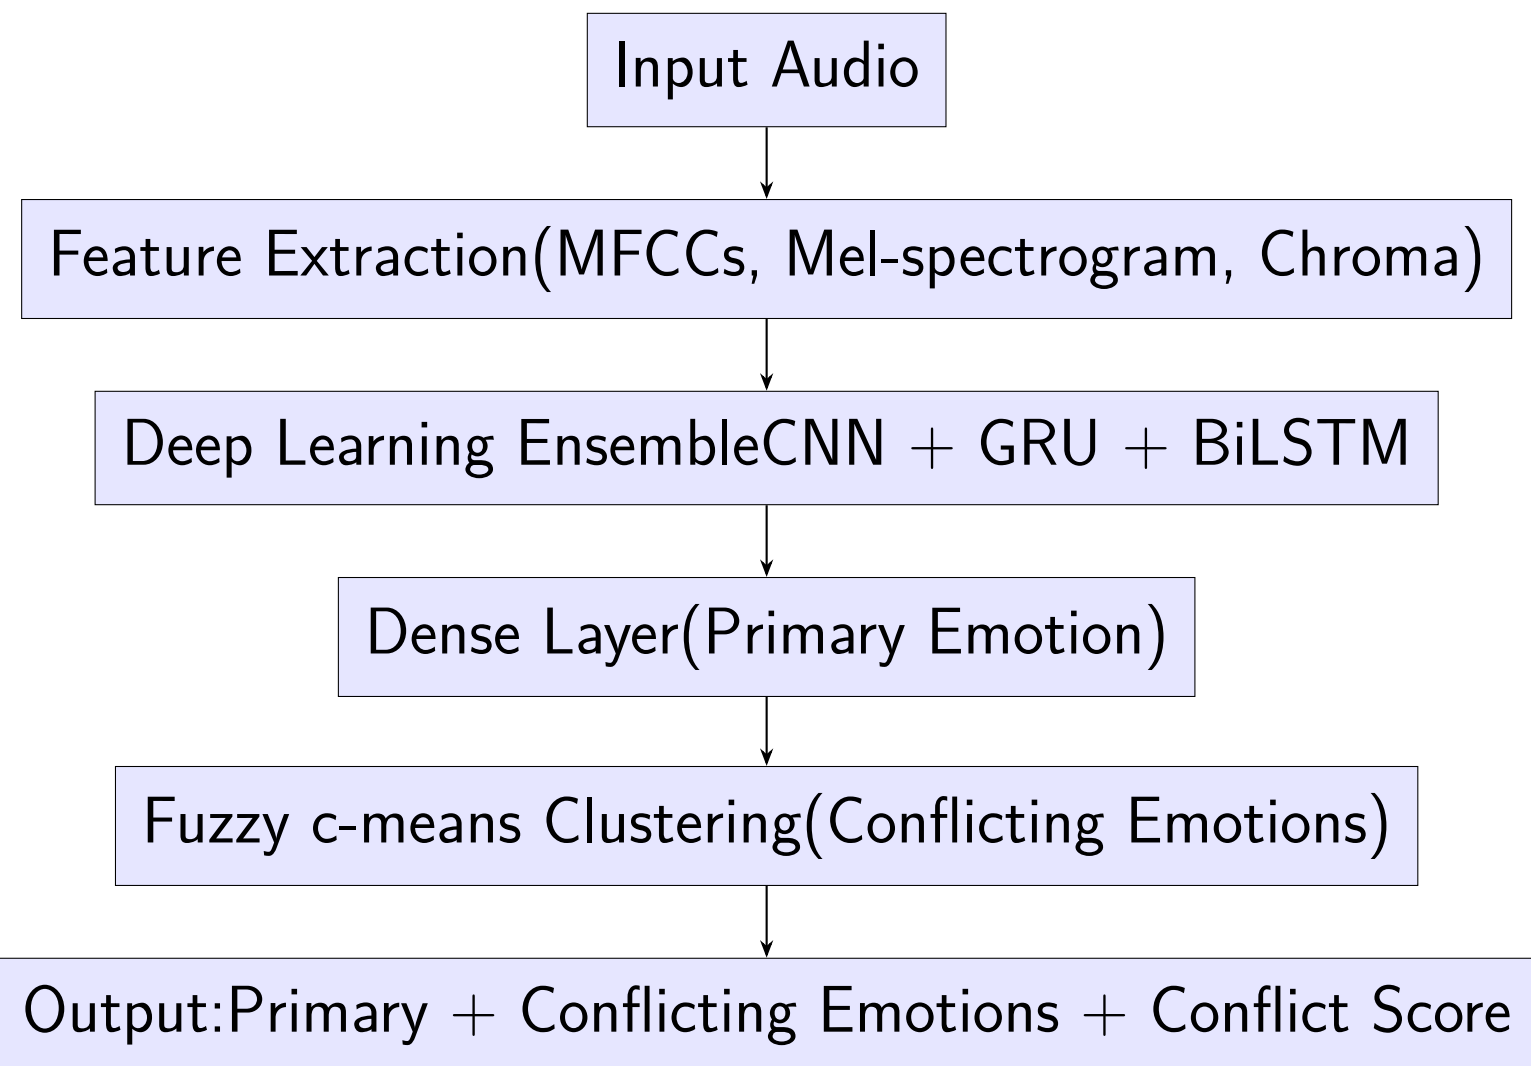 Input Audio
Feature Extraction(MFCCs, Mel-spectrogram, Chroma)
Deep Learning EnsembleCNN + GRU + BiLSTM
Dense Layer(Primary Emotion)
Fuzzy c-means Clustering(Conflicting Emotions)
Output:Primary + Conflicting Emotions + Conflict Score